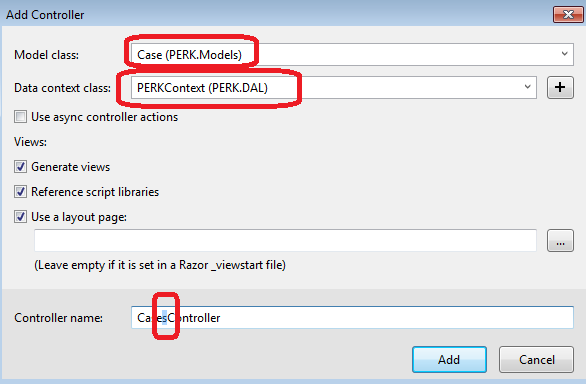 Add Controller
Model class: Case (PERK.Models)
Data context class: PERKContext (PERK.DAL)
Use async controller actions
Views:
Generate views
Reference script libraries
Use a layout page:
...
(Leave empty if it is set in a Razor _viewstart file)
Controller name: CasesController
Add Cancel